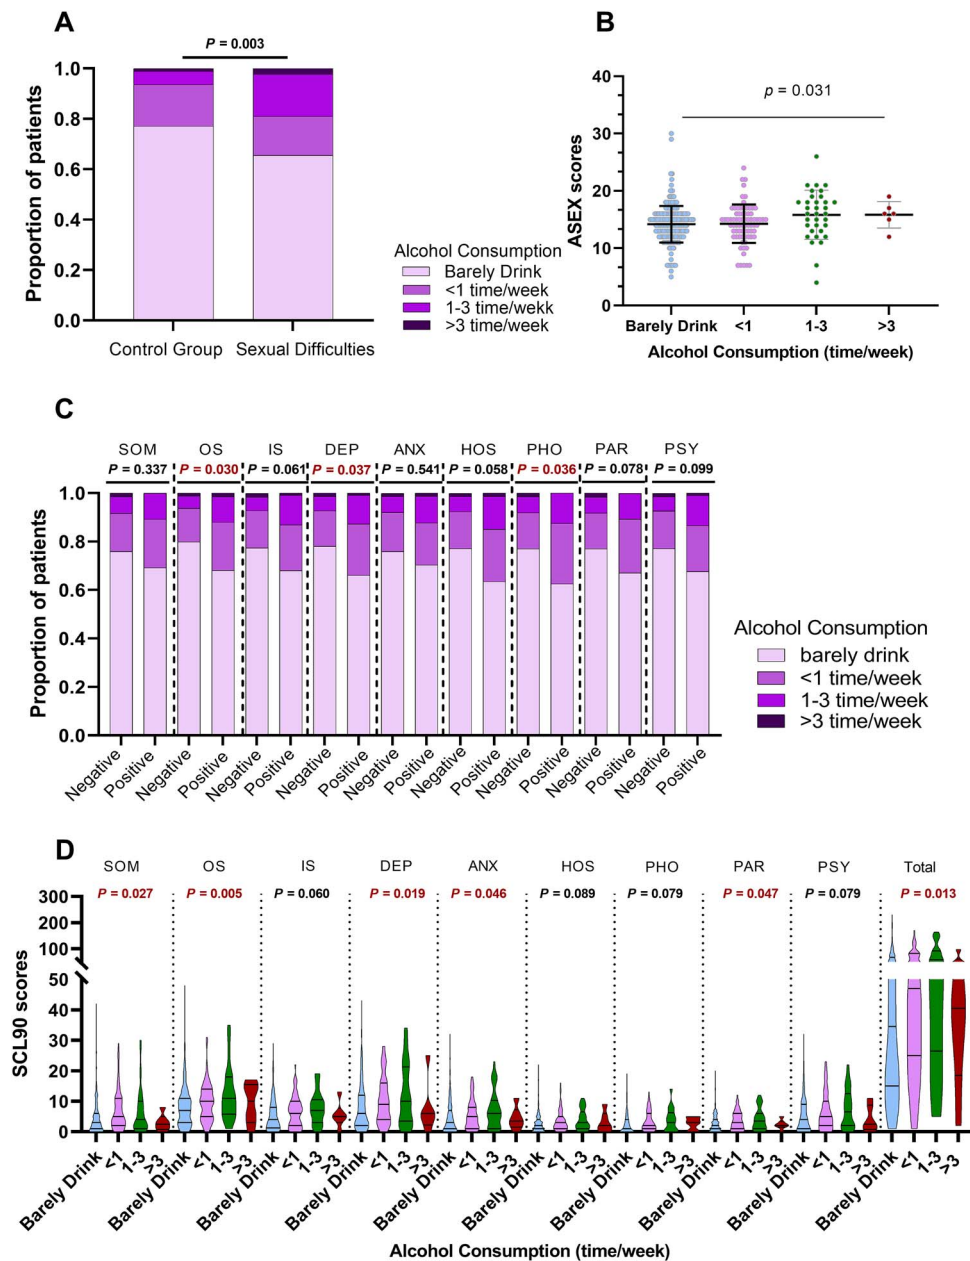 A
P = 0.003
Proportion of patients
1.0
0.8
0.6
0.4
0.2
0.0
Control Group
Sexual Difficulties
Alcohol Consumption
Barely Drink
<1 time/week
1-3 time/wekk
>3 time/week
B
p = 0.031
ASEX scores
40
30
20
10
0
Barely Drink
<1
1-3
>3
Alcohol Consumption (time/week)
C
SOM OS IS DEP ANX HOS PHO PAR PSY
P = 0.337 P = 0.030 P = 0.061 P = 0.037 P = 0.541 P = 0.058 P = 0.036 P = 0.078 P = 0.099
Proportion of patients
1.0
0.8
0.6
0.4
0.2
0.0
Negative Positive Negative Positive Negative Positive Negative Positive Negative Positive Negative Positive Negative Positive Negative Positive Negative Positive
Alcohol Consumption
barely drink
<1 time/week
1-3 time/week
>3 time/week
D
SOM OS IS DEP ANX HOS PHO PAR PSY Total
P = 0.027 P = 0.005 P = 0.060 P = 0.019 P = 0.046 P = 0.089 P = 0.079 P = 0.047 P = 0.079 P = 0.013
SCL90 scores
300
200
100
50
40
30
20
10
0
Barely Drink <1 1-3 >3 Barely Drink <1 1-3 >3 Barely Drink <1 1-3 >3 Barely Drink <1 1-3 >3 Barely Drink <1 1-3 >3 Barely Drink <1 1-3 >3 Barely Drink <1 1-3 >3 Barely Drink <1 1-3 >3 Barely Drink <1 1-3 >3 Barely Drink <1 1-3 >3
Alcohol Consumption (time/week)